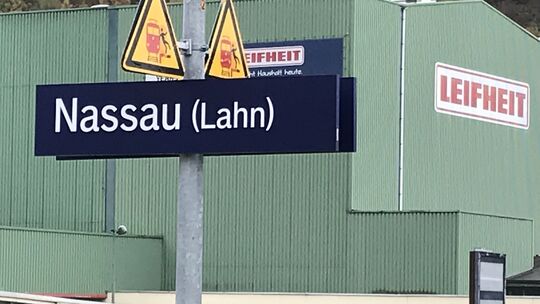 LEIFHEIT
Haushalt heute.
LEIFHEIT
Nassau (Lahn)